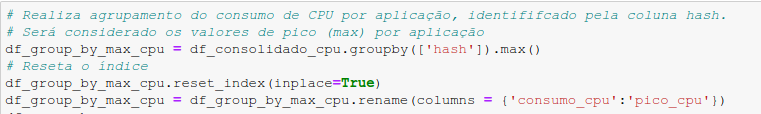 # Realiza agrupamento do consumo de CPU por aplicação, identififcado pela coluna hash.
# Será considerado os valores de pico (max) por aplicação
df_group_by_max_cpu = df_consolidado_cpu.groupby(['hash']).max()
# Reseta o índice
df_group_by_max_cpu.reset_index(inplace=True)
df_group_by_max_cpu = df_group_by_max_cpu.rename(columns = {'consumo_cpu':'pico_cpu'})